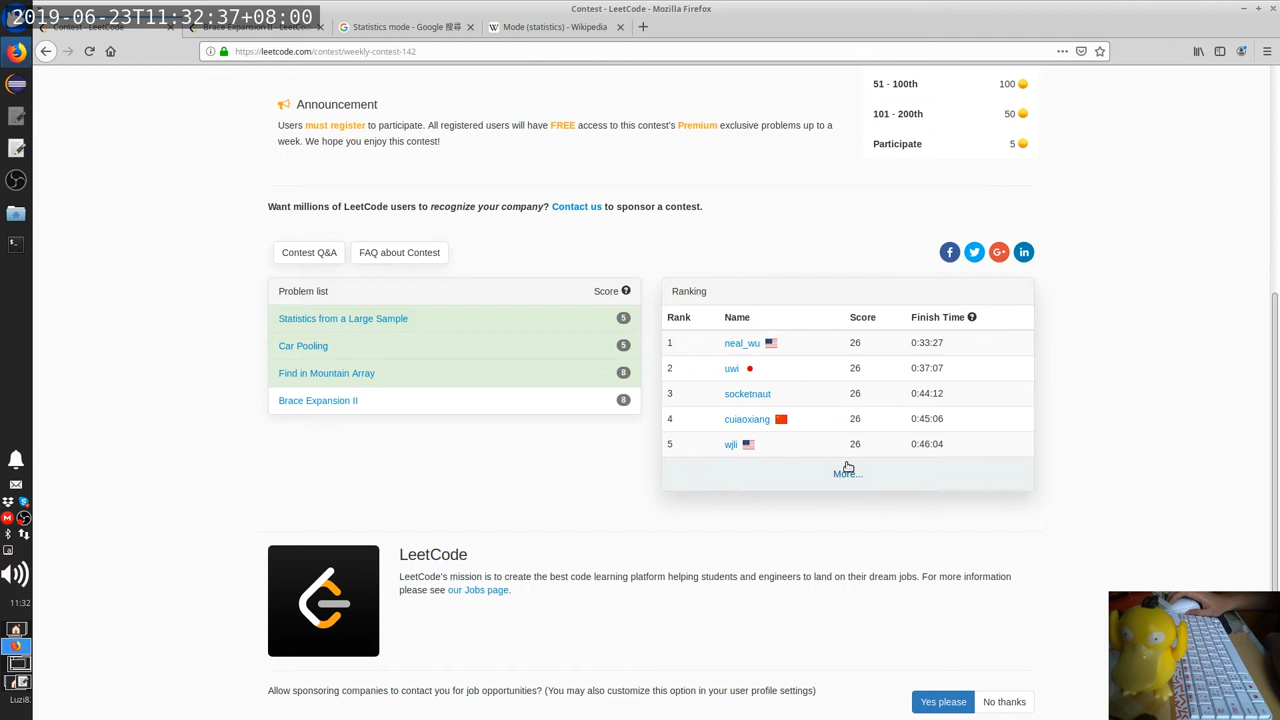 Contest - LeetCode - Mozilla Firefox
2019-06-23T11:32:37+08:00
Contest - LeetCode
Brace Expansion II - LeetCo
Statistics mode - Google 搜尋
Mode (statistics) - Wikipedia
https://leetcode.com/contest/weekly-contest-142
51 - 100th 100
Announcement
101 - 200th 50
Users must register to participate. All registered users will have FREE access to this contest's Premium exclusive problems up to a
week. We hope you enjoy this contest!
Participate 5
Want millions of LeetCode users to recognize your company? Contact us to sponsor a contest.
Contest Q&A
FAQ about Contest
Problem list Score
Statistics from a Large Sample 5
Car Pooling 5
Find in Mountain Array 8
Brace Expansion II 8
Ranking
Rank Name Score Finish Time
1 neal_wu 26 0:33:27
2 uwi 26 0:37:07
3 socketnaut 26 0:44:12
4 cuiaoxiang 26 0:45:06
5 wjli 26 0:46:04
More...
LeetCode
LeetCode's mission is to create the best code learning platform helping students and engineers to land on their dream jobs. For more information
please see our Jobs page.
Allow sponsoring companies to contact you for job opportunities? (You may also customize this option in your user profile settings)
Yes please
No thanks
11:32
Luzi8